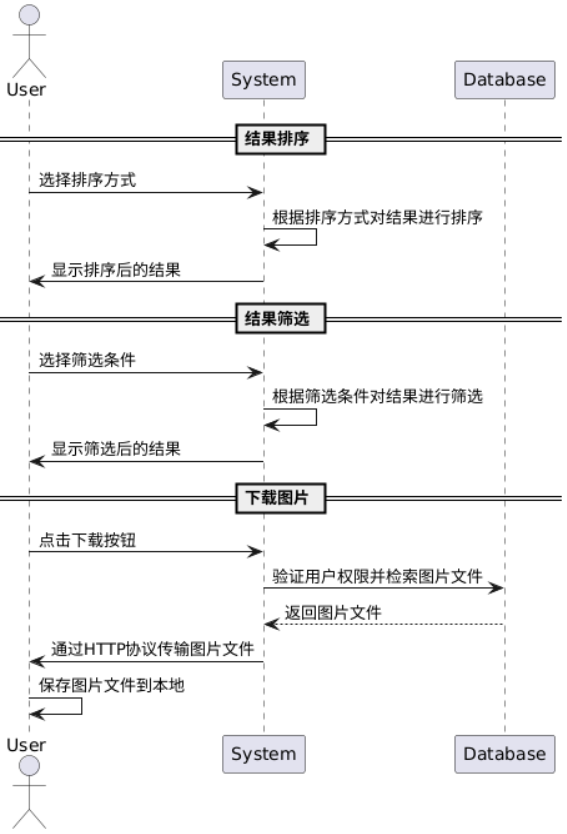 User
System
Database
结果排序
选择排序方式
根据排序方式对结果进行排序
显示排序后的结果
结果筛选
选择筛选条件
根据筛选条件对结果进行筛选
显示筛选后的结果
下载图片
点击下载按钮
验证用户权限并检索图片文件
返回图片文件
通过HTTP协议传输图片文件
保存图片文件到本地
User
System
Database